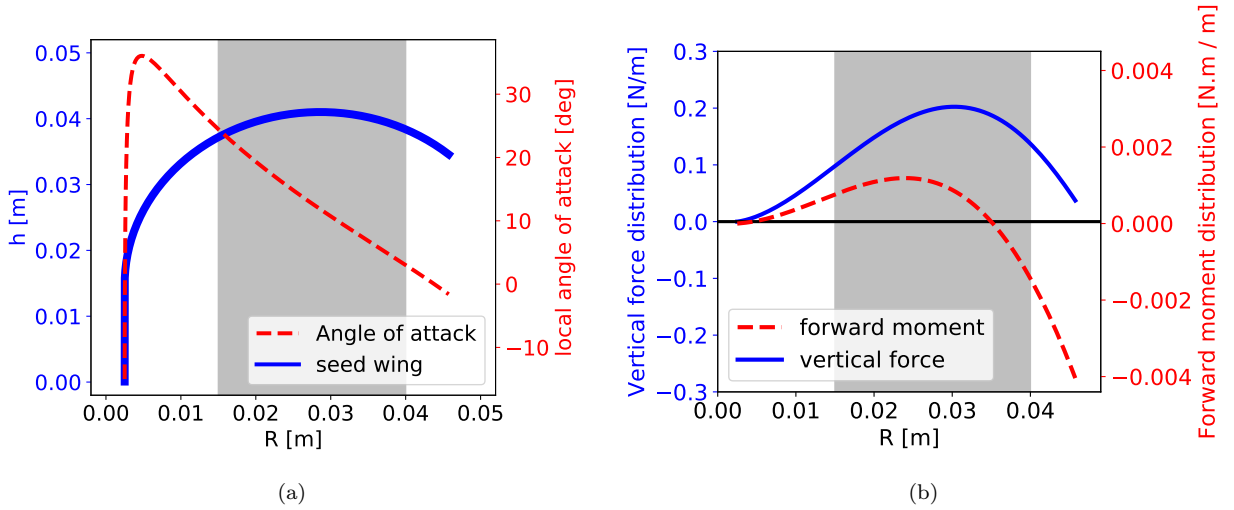 0.05
0.04
0.03
0.02
0.01
0.00
h [m]
0.00 0.01 0.02 0.03 0.04 0.05
R [m]
30
20
10
0
−10
local angle of attack [deg]
Angle of attack
seed wing
(a)
0.3
0.2
0.1
0.0
−0.1
−0.2
−0.3
Vertical force distribution [N/m]
0.00 0.01 0.02 0.03 0.04
R [m]
0.004
0.002
0.000
−0.002
−0.004
Forward moment distribution [N.m / m]
forward moment
vertical force
(b)